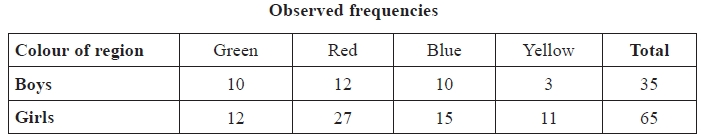 Observed frequencies
Colour of region Green Red Blue Yellow Total
Boys 10 12 10 3 35
Girls 12 27 15 11 65